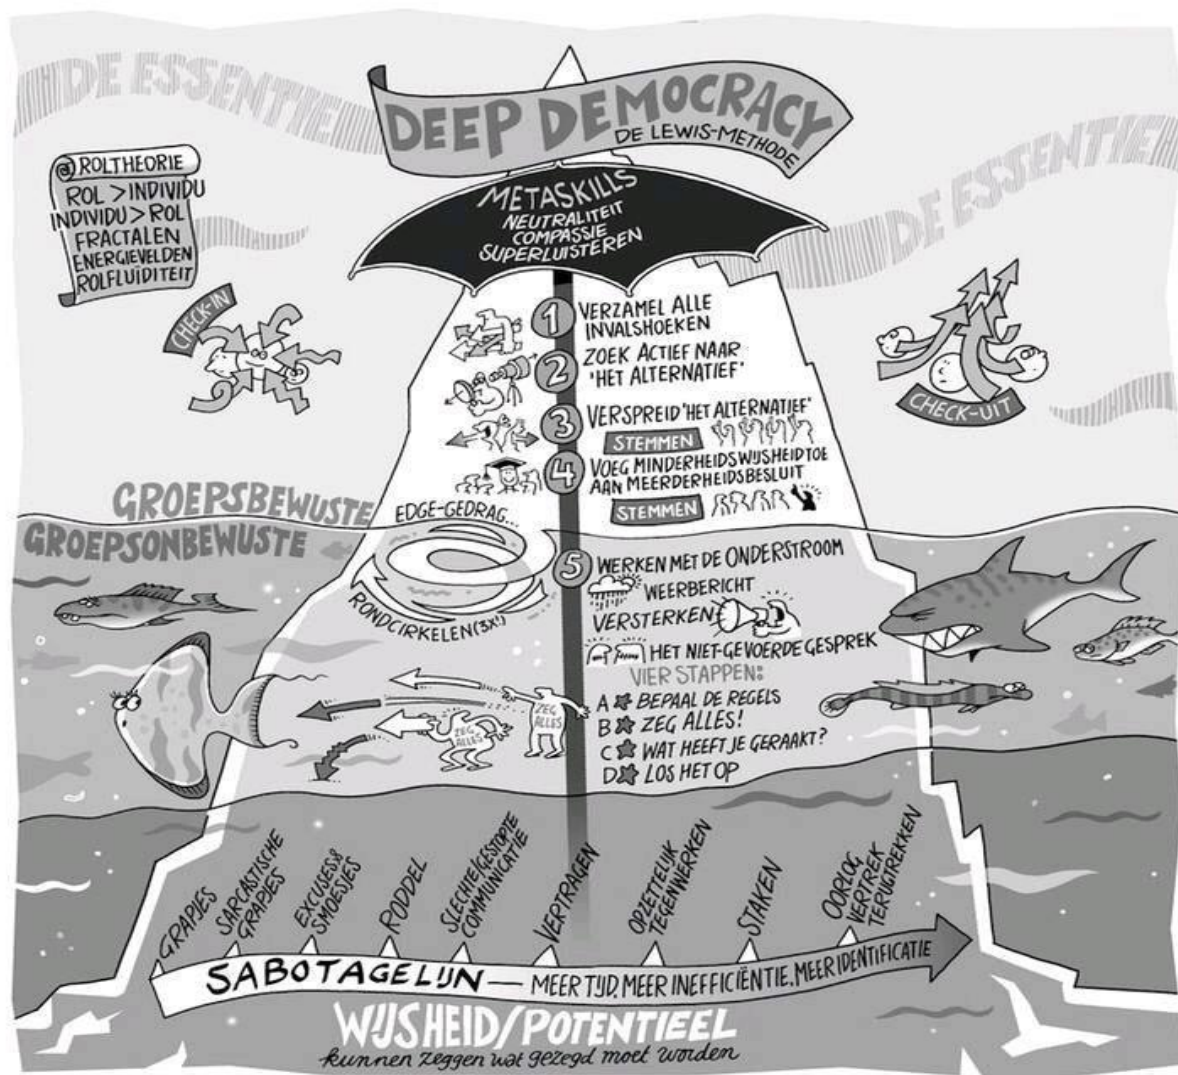 DE ESSENTIE
DEEP DEMOCRACY
DE LEWIS-METHODE
DE ESSENTIE
@ ROLTHEORIE
ROL > INDIVIDU
INDIVIDU > ROL
FRACTALEN
ENERGIEVELDEN
ROLFLUÏDITEIT
METASKILLS
NEUTRALITEIT
COMPASSIE
SUPERLUISTEREN
CHECK-IN
CHECK-UIT
1 VERZAMEL ALLE
INVALSHOEKEN
2 ZOEK ACTIEF NAAR
'HET ALTERNATIEF'
3 VERSPREID 'HET ALTERNATIEF'
STEMMEN
4 VOEG MINDERHEIDSWIJSHEID TOE
AAN MEERDERHEIDSBESLUIT
STEMMEN
GROEPSBEWUSTE
GROEPSONBEWUSTE
EDGE-GEDRAG...
RONDCIRKELEN (3X!)
5 WERKEN MET DE ONDERSTROOM
WEERBERICHT
VERSTERKEN
HET NIET-GEVOERDE GESPREK
VIER STAPPEN:
A BEPAAL DE REGELS
B ZEG ALLES!
C WAT HEEFT JE GERAAKT?
D LOS HET OP
ZEG
ALLES
ZEG
ALLES
GRAPJES
SARCASTISCHE
GRAPJES
EXCUSES &
SMOESJES
RODDEL
SLECHTE/GESTOPTE
COMMUNICATIE
VERTRAGEN
OPZETTELIJK
TEGENWERKEN
STAKEN
OORLOG
VERTREK
TERUGTREKKEN
SABOTAGELIJN — MEER TIJD, MEER INEFFICIËNTIE, MEER IDENTIFICATIE
WIJSHEID/POTENTIEEL
kunnen zeggen wat gezegd moet worden